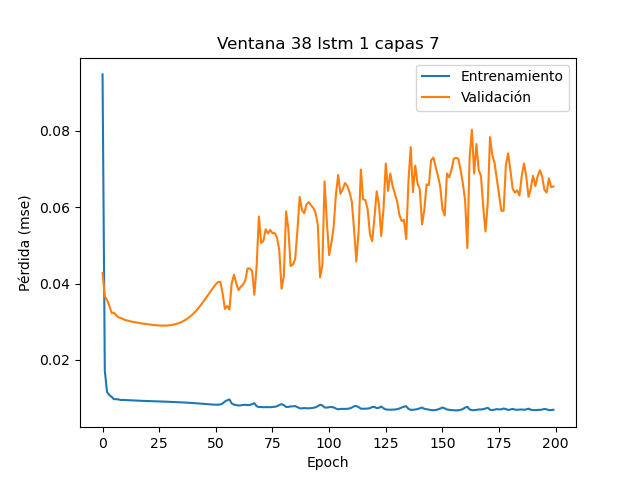 Ventana 38 lstm 1 capas 7
Entrenamiento
Validación
Pérdida (mse)
0.08
0.06
0.04
0.02
0 25 50 75 100 125 150 175 200
Epoch